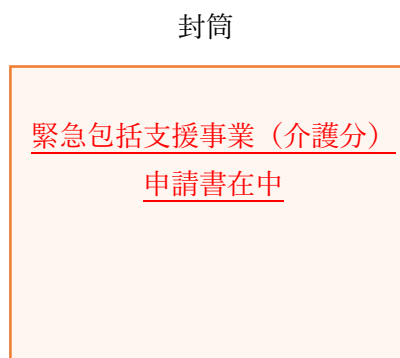 封筒
緊急包括支援事業（介護分）
申請書在中